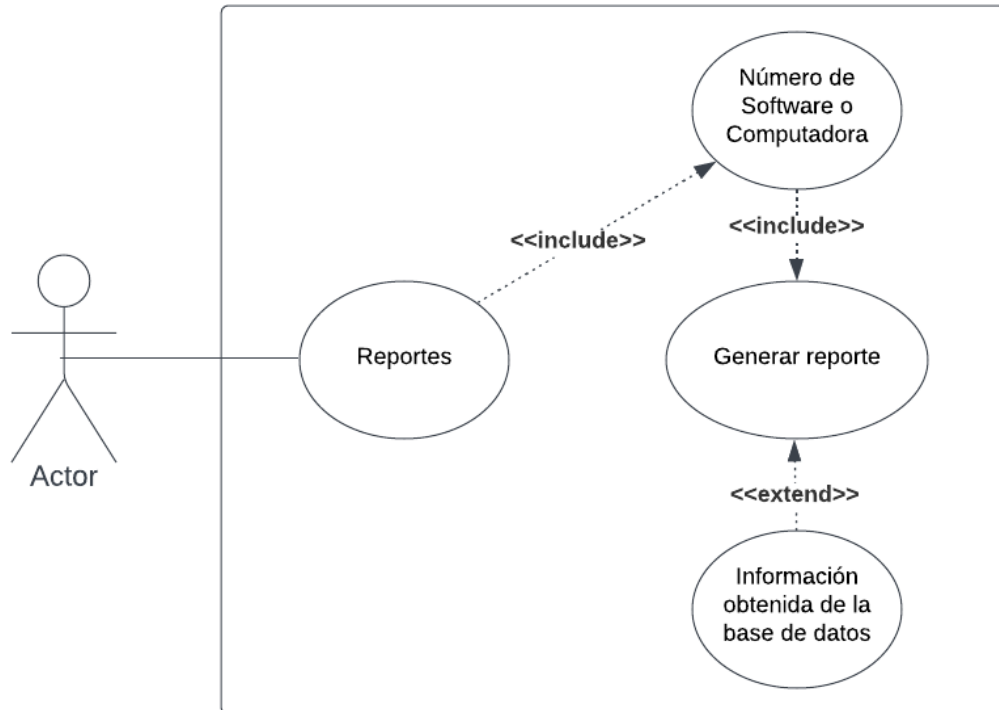 Número de
Software o
Computadora
<<include>>
<<include>>
Reportes
Generar reporte
Actor
<<extend>>
Información
obtenida de la
base de datos